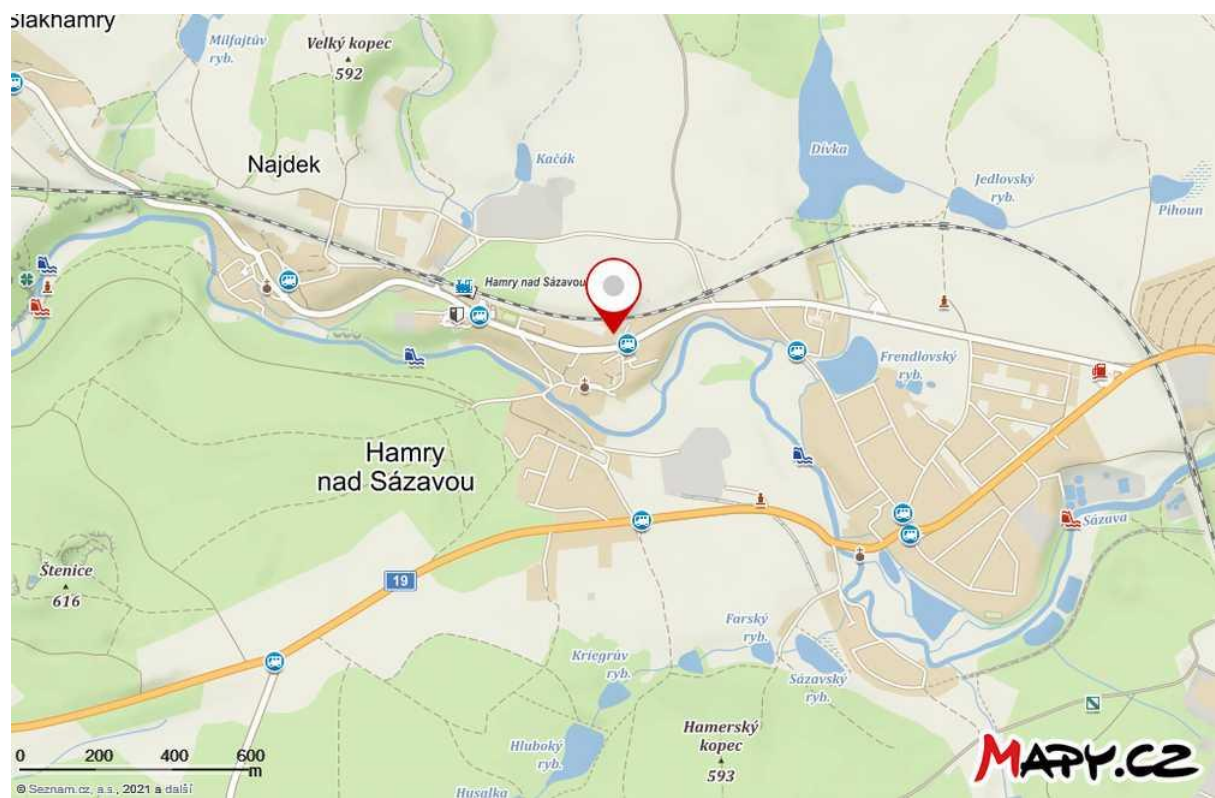 Šlakhamry
Milfajtův
ryb.
Velký kopec
592
Najdek
Kačák
Dívka
Jedlovský
ryb.
Pihoun
Hamry nad Sázavou
Frendlovský
ryb.
Hamry
nad Sázavou
Sázava
Štenice
616
19
Farský
ryb.
Kriegrův
ryb.
Sázavský
ryb.
Hamerský
kopec
593
Hluboký
ryb.
Husalka
0 200 400 600
m
MAPY.CZ
© Seznam.cz, a.s., 2021 a další